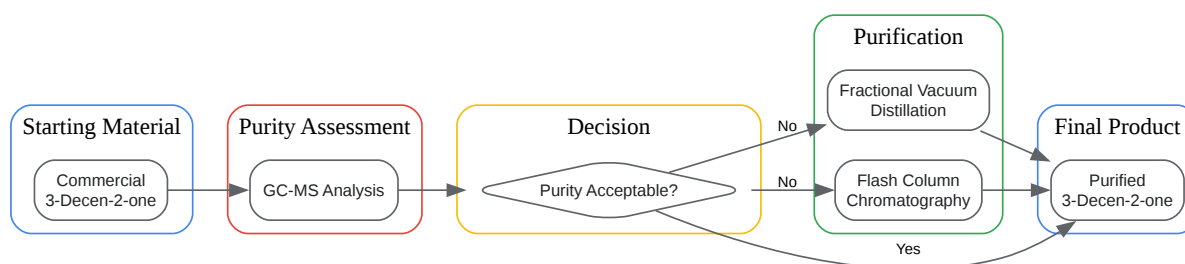 Starting Material
Commercial
3-Decen-2-one
Purity Assessment
GC-MS Analysis
Decision
Purity Acceptable?
No
No
Yes
Purification
Fractional Vacuum
Distillation
Flash Column
Chromatography
Final Product
Purified
3-Decen-2-one